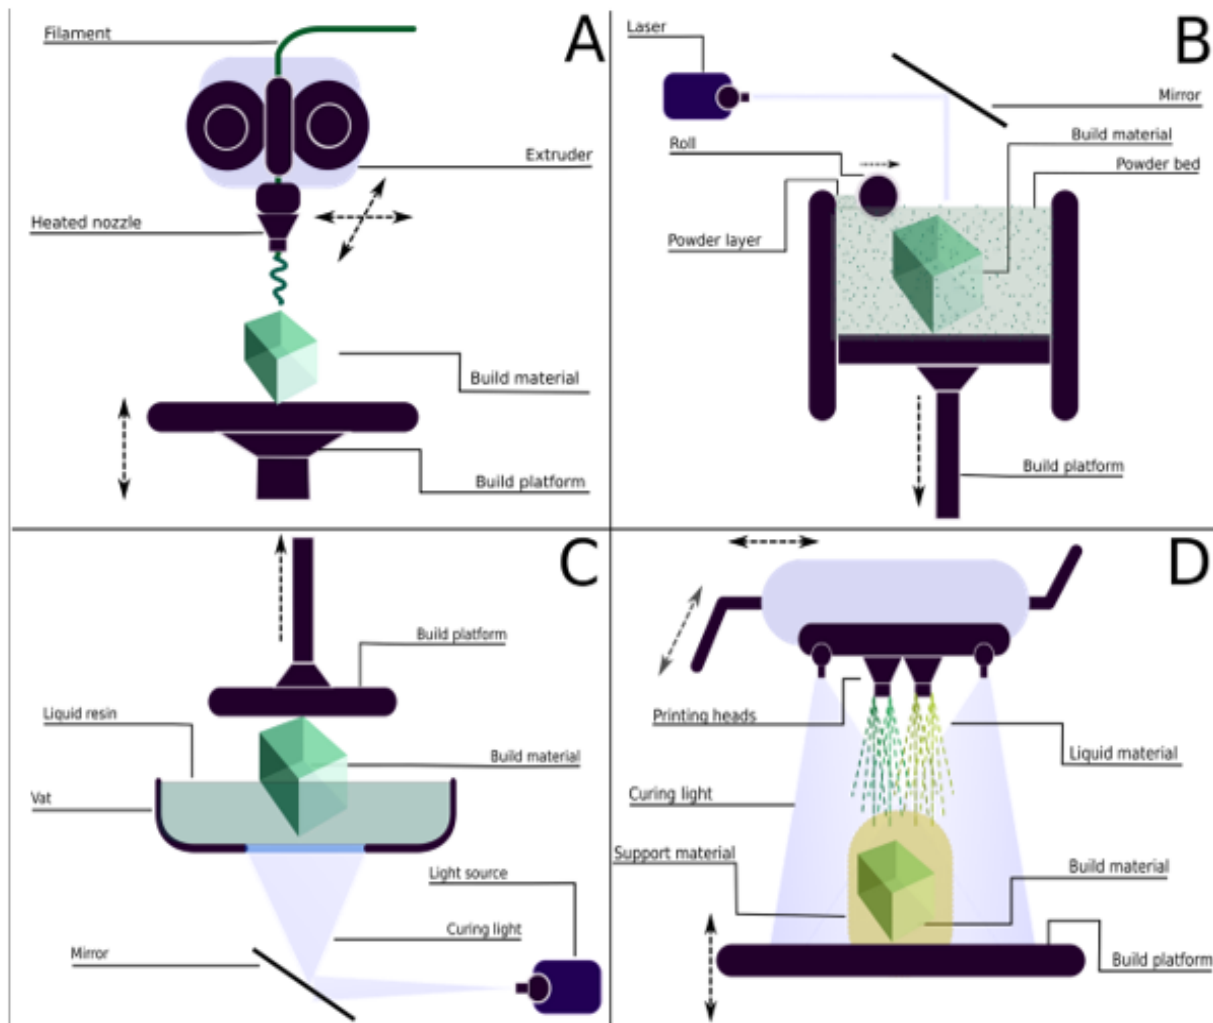 A
Filament
Extruder
Heated nozzle
Build material
Build platform
B
Laser
Mirror
Build material
Roll
Powder bed
Powder layer
Build platform
C
Build platform
Liquid resin
Build material
Vat
Light source
Curing light
Mirror
D
Printing heads
Liquid material
Curing light
Support material
Build material
Build platform